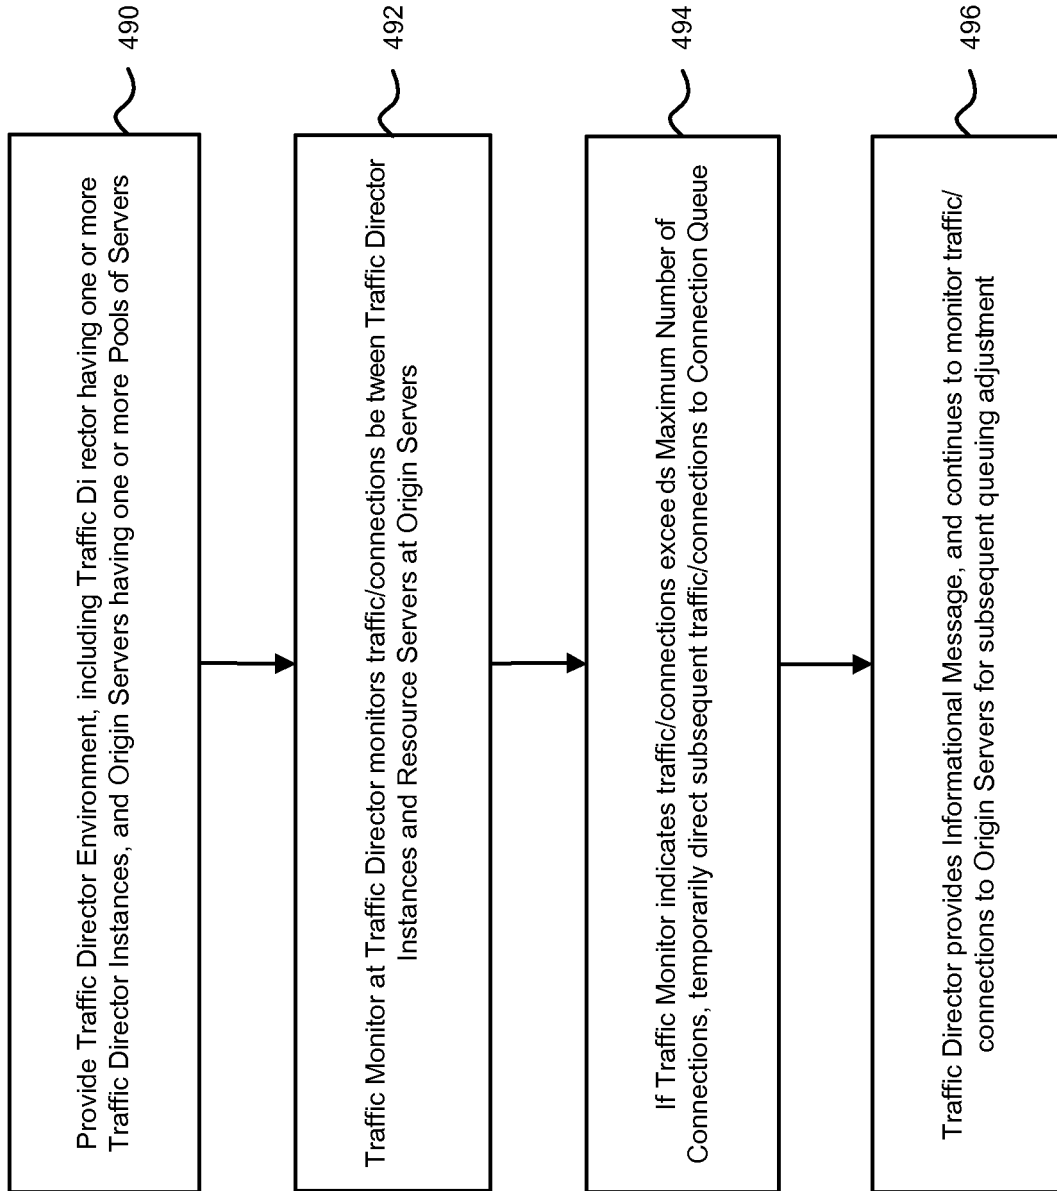 Provide Traffic Director Environment, including Traffic Di rector having one or more
Traffic Director Instances, and Origin Servers having one or more Pools of Servers
490
Traffic Monitor at Traffic Director monitors traffic/connections be tween Traffic Director
Instances and Resource Servers at Origin Servers
492
If Traffic Monitor indicates traffic/connections excee ds Maximum Number of
Connections, temporarily direct subsequent traffic/connections to Connection Queue
494
Traffic Director provides Informational Message, and continues to monitor traffic/
connections to Origin Servers for subsequent queuing adjustment
496